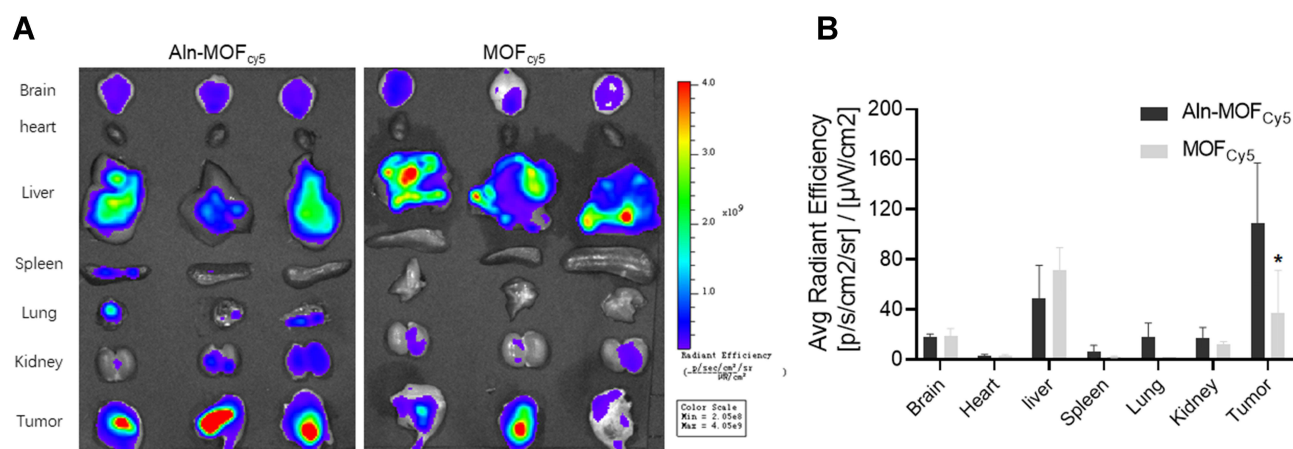 A
Aln-MOFcy5
MOFcy5
Brain
heart
Liver
Spleen
Lung
Kidney
Tumor
4.0
3.0
2.0
x10⁹
1.0
Radiant Efficiency
(p/sec/cm²/sr)
µW/cm²
Color Scale
Min = 2.05e8
Max = 4.05e9
B
Avg Radiant Efficiency
[p/s/cm2/sr] / [µW/cm2]
200
160
120
80
40
0
Aln-MOFCy5
MOFCy5
*
Brain
Heart
liver
Spleen
Lung
Kidney
Tumor